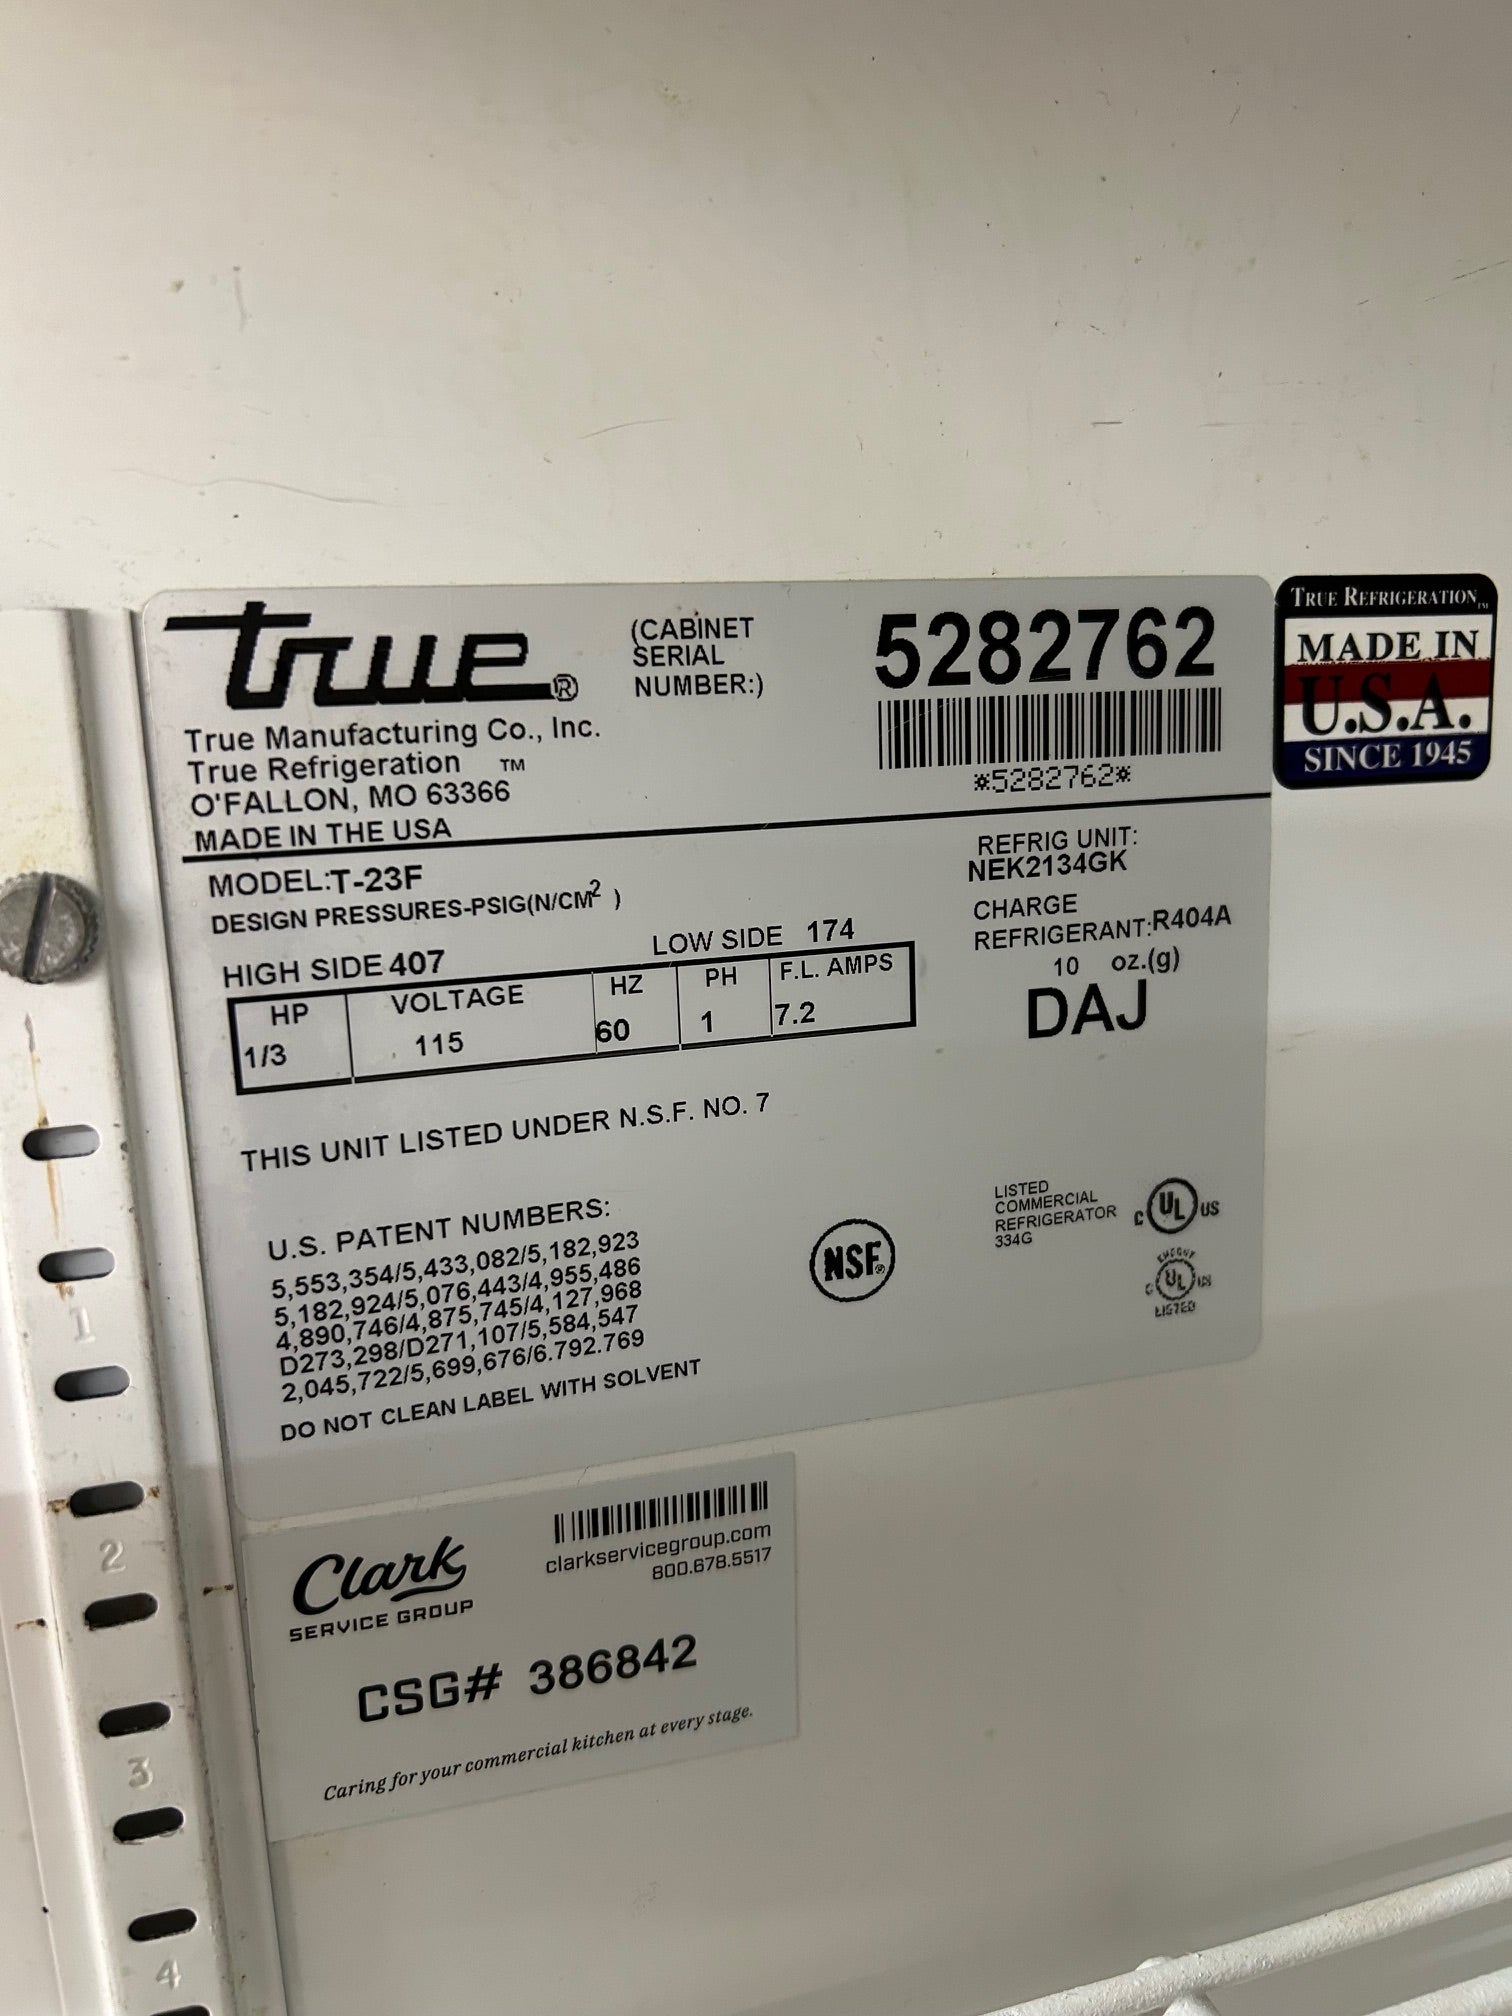 true®
True Manufacturing Co., Inc.
True Refrigeration ™
O'FALLON, MO 63366
MADE IN THE USA
(CABINET
SERIAL
NUMBER:)
5282762
*5282762*
TRUE REFRIGERATION™
MADE IN
U.S.A.
SINCE 1945
MODEL:T-23F
DESIGN PRESSURES-PSIG(N/CM² )
HIGH SIDE 407 LOW SIDE 174
HP VOLTAGE HZ PH F.L. AMPS
1/3 115 60 1 7.2
REFRIG UNIT:
NEK2134GK
CHARGE
REFRIGERANT:R404A
10 oz.(g)
DAJ
THIS UNIT LISTED UNDER N.S.F. NO. 7
U.S. PATENT NUMBERS:
5,553,354/5,433,082/5,182,923
5,182,924/5,076,443/4,955,486
4,890,746/4,875,745/4,127,968
D273,298/D271,107/5,584,547
2,045,722/5,699,676/6.792.769
DO NOT CLEAN LABEL WITH SOLVENT
NSF®
LISTED
COMMERCIAL
REFRIGERATOR
334G
C UL US
ENERGY
C UL US
LISTED
Clark
SERVICE GROUP
clarkservicegroup.com
800.678.5517
CSG# 386842
Caring for your commercial kitchen at every stage.
1
2
3
4